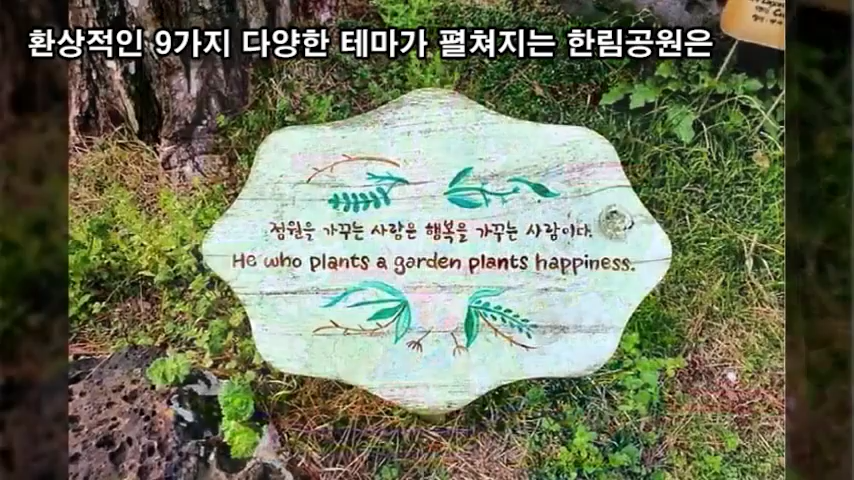 환상적인 9가지 다양한 테마가 펼쳐지는 한림공원은
정원을 가꾸는 사람은 행복을 가꾸는 사람이다.
He who plants a garden plants happiness.